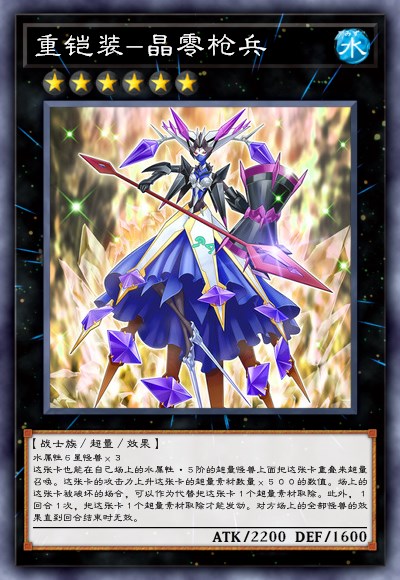 重铠装-晶零枪兵
水
【战士族／超量／效果】
水属性６星怪兽×３
这张卡也能在自己场上的水属性·５阶的超量怪兽上面把这张卡重叠来超量
召唤。这张卡的攻击力上升这张卡的超量素材数量×５００的数值。场上的
这张卡被破坏的场合，可以作为代替把这张卡１个超量素材取除。此外，１
回合１次，把这张卡１个超量素材取除才能发动。对方场上的全部怪兽的效
果直到回合结束时无效。
ATK/2200 DEF/1600